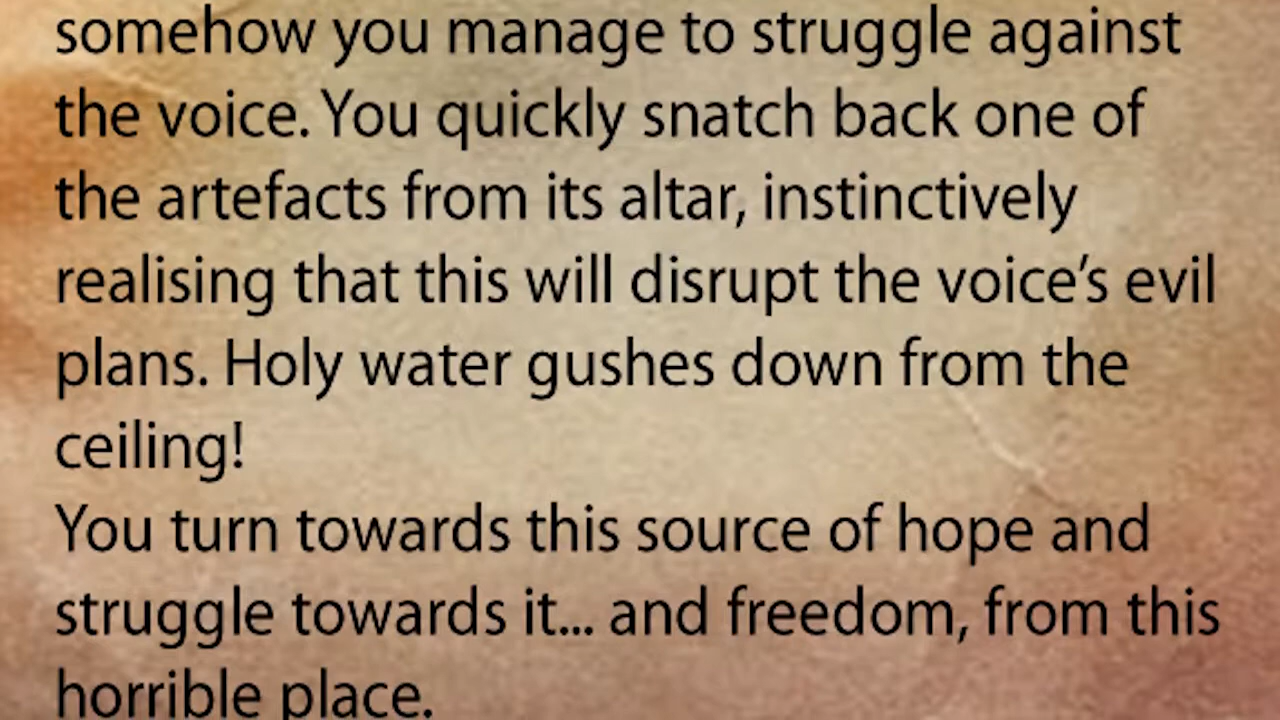 somehow you manage to struggle against
the voice. You quickly snatch back one of
the artefacts from its altar, instinctively
realising that this will disrupt the voice’s evil
plans. Holy water gushes down from the
ceiling!
You turn towards this source of hope and
struggle towards it... and freedom, from this
horrible place.